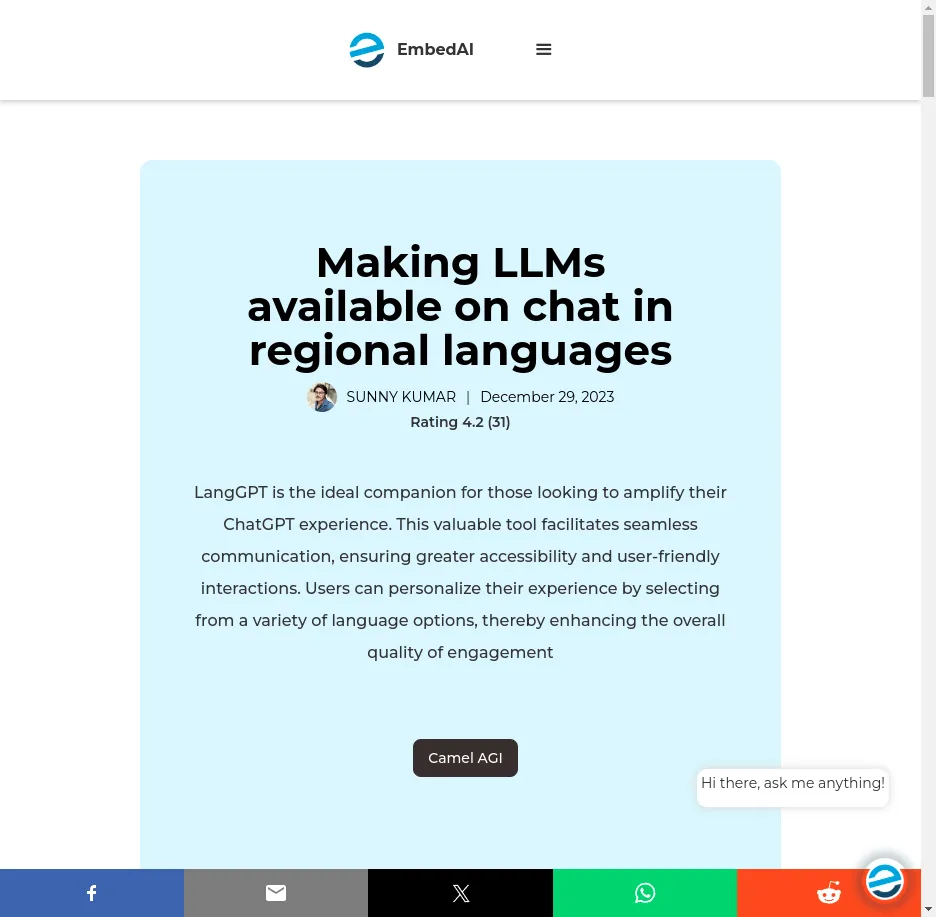 EmbedAI
Making LLMs
available on chat in
regional languages
SUNNY KUMAR | December 29, 2023
Rating 4.2 (31)
LangGPT is the ideal companion for those looking to amplify their
ChatGPT experience. This valuable tool facilitates seamless
communication, ensuring greater accessibility and user-friendly
interactions. Users can personalize their experience by selecting
from a variety of language options, thereby enhancing the overall
quality of engagement
Camel AGI
Hi there, ask me anything!